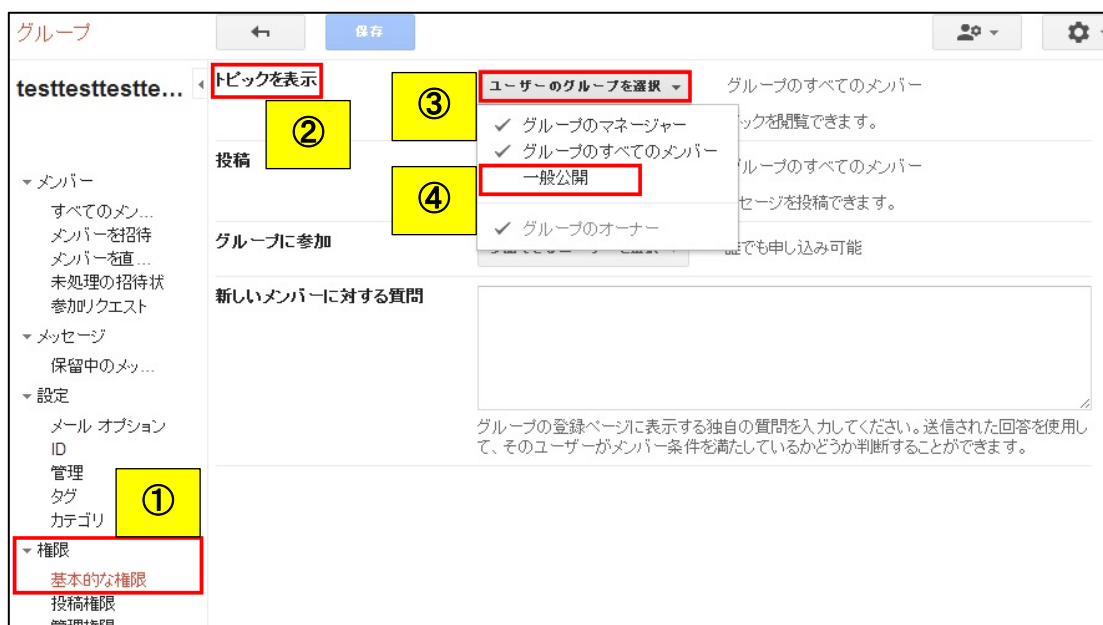 グループ
保存
testtesttestte...
トピックを表示
③
ユーザーのグループを選択
グループのすべてのメンバー
②
グループのマネージャー
ックを閲覧できます。
グループのすべてのメンバー
投稿
一般公開
ループのすべてのメンバー
④
セージを投稿できます。
グループのオーナー
グループに参加
誰でも申し込み可能
新しいメンバーに対する質問
グループの登録ページに表示する独自の質問を入力してください。送信された回答を使用し
て、そのユーザーがメンバー条件を満たしているかどうか判断することができます。
メンバー
すべてのメン...
メンバーを招待
メンバーを直...
未処理の招待状
参加リクエスト
メッセージ
保留中のメッ...
設定
メール オプション
ID
管理
タグ
カテゴリ
①
権限
基本的な権限
投稿権限
管理権限